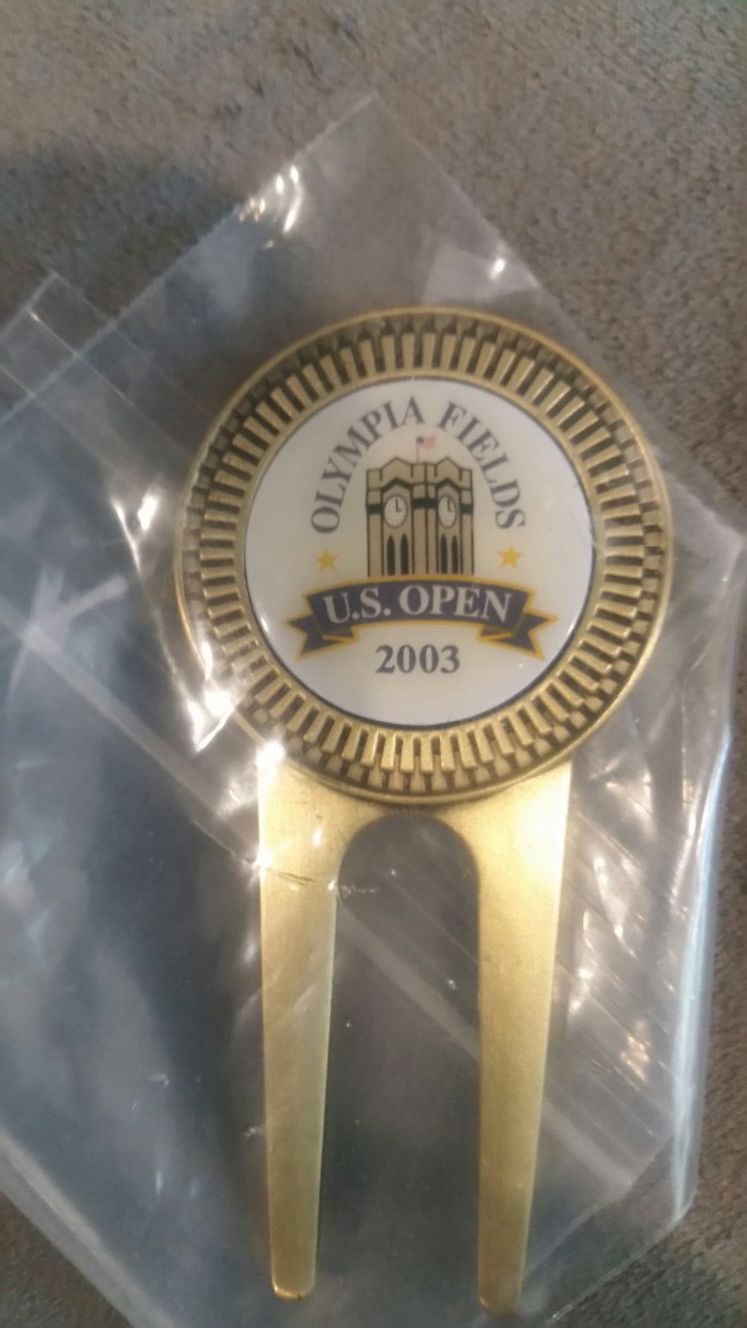 OLYMPIA FIELDS
U.S. OPEN
2003